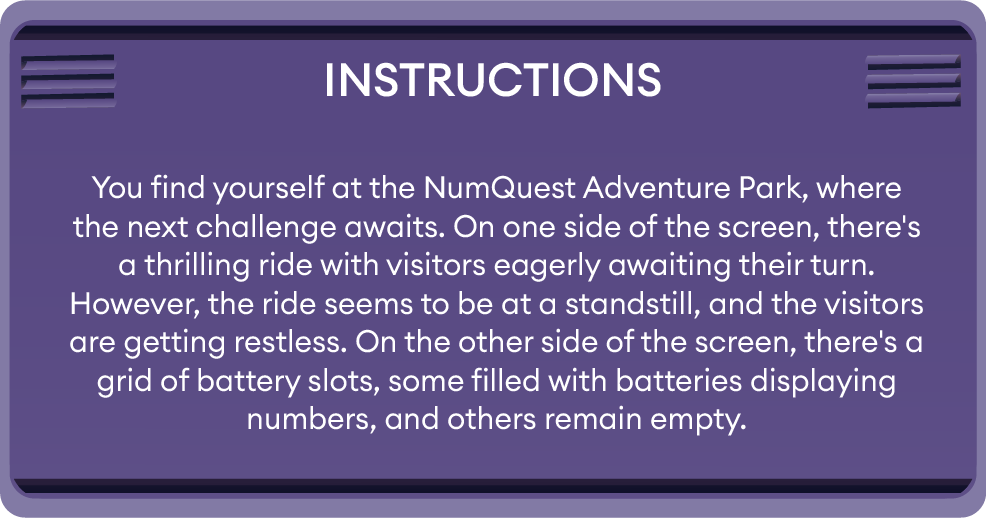 INSTRUCTIONS
You find yourself at the NumQuest Adventure Park, where
the next challenge awaits. On one side of the screen, there's
a thrilling ride with visitors eagerly awaiting their turn.
However, the ride seems to be at a standstill, and the visitors
are getting restless. On the other side of the screen, there's a
grid of battery slots, some filled with batteries displaying
numbers, and others remain empty.